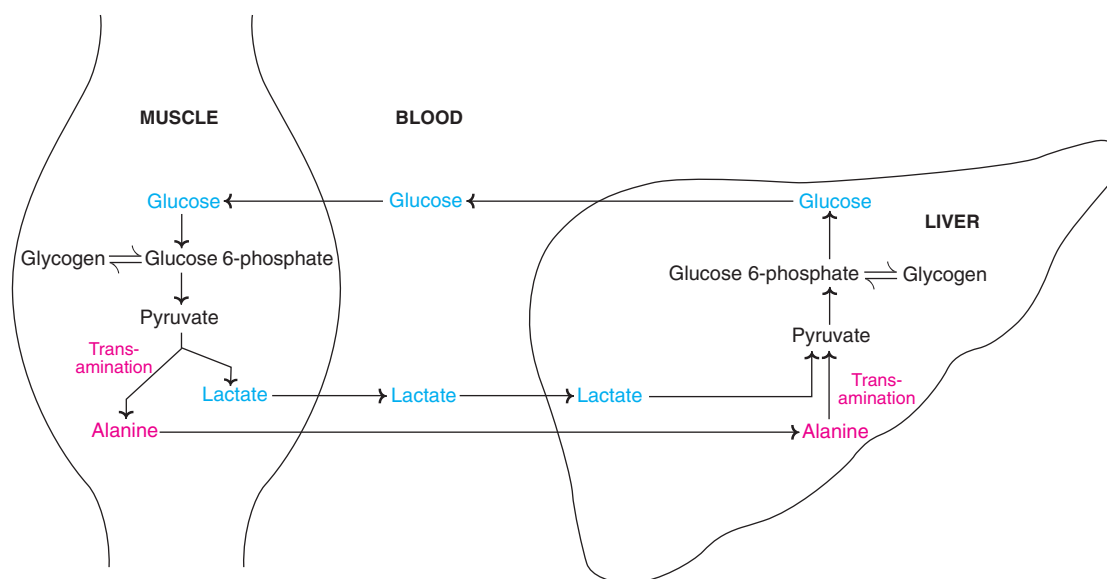 MUSCLE
BLOOD
Glucose
Glucose
Glucose
LIVER
Glycogen
Glucose 6-phosphate
Glucose 6-phosphate
Glycogen
Pyruvate
Pyruvate
Trans-
amination
Lactate
Lactate
Lactate
Trans-
amination
Alanine
Alanine